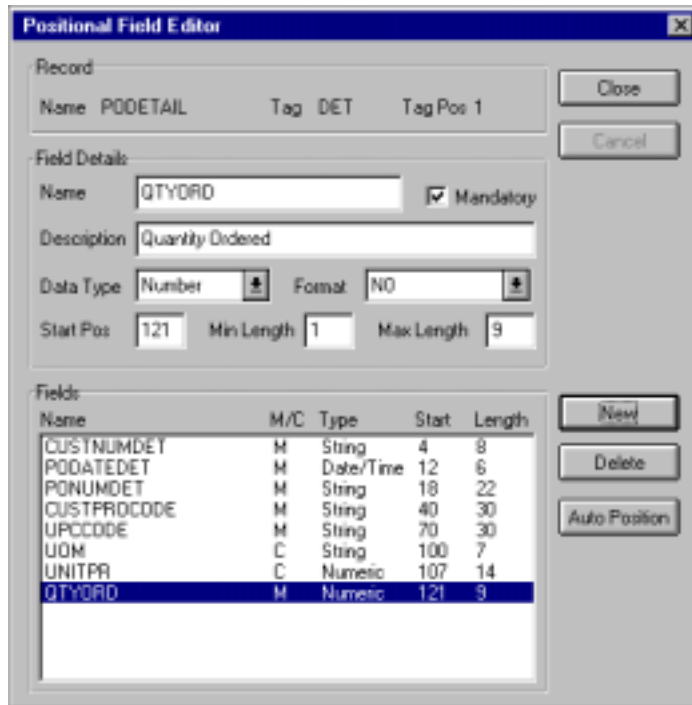 Positional Field Editor
Record
Name PODETAIL Tag DET Tag Pos 1
Close
Cancel
Field Details
Name QTYORD Mandatory
Description Quantity Ordered
Data Type Number Format N0
Start Pos 121 Min Length 1 Max Length 9
Fields
Name M/C Type Start Length
CUSTNUMDET M String 4 8
PODATEDET M Date/Time 12 6
PONUMDET M String 18 22
CUSTPROCODE M String 40 30
UPCCODE M String 70 30
UOM C String 100 7
UNITPR C Numeric 107 14
QTYORD M Numeric 121 9
New
Delete
Auto Position